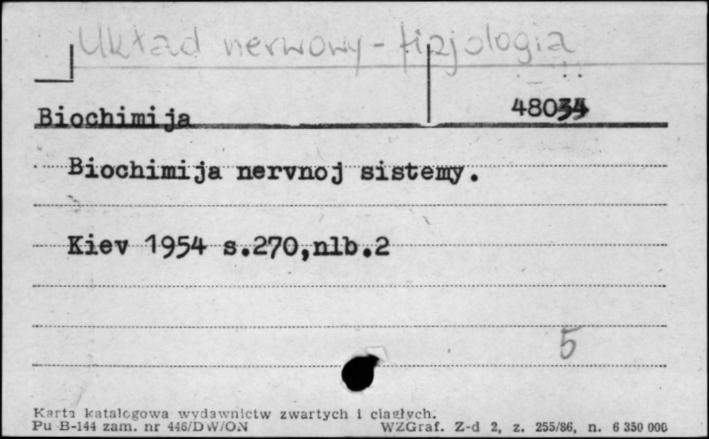 Układ nerwowy - fizjologia
48034
Biochimija
Biochimija nervnoj sistemy.
Kiev 1954 s.270,nlb.2
5
Karta katalogowa wydawnictw zwartych i ciągłych.
Pu B-144 zam. nr 446/DW/ON WZGraf. Z-d 2, z. 255/86, n. 6 350 000